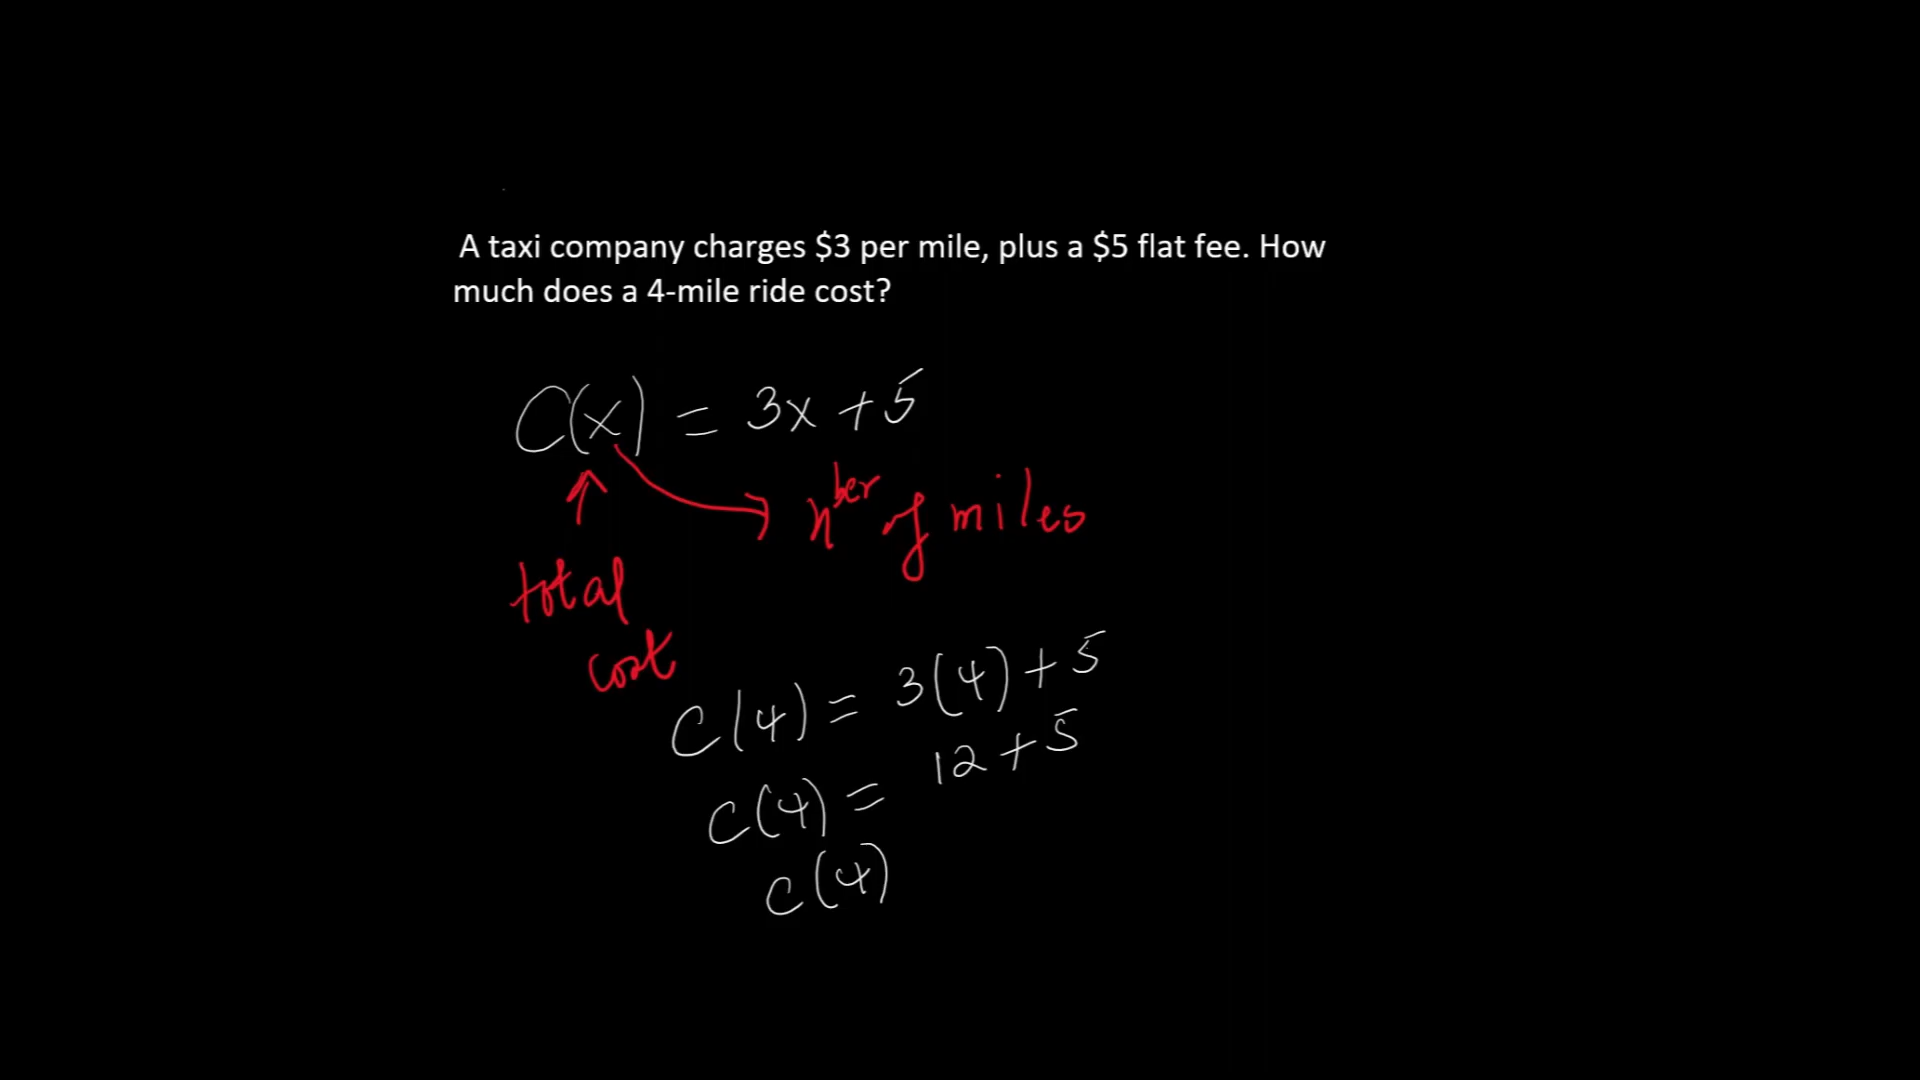 A taxi company charges $3 per mile, plus a $5 flat fee. How
much does a 4-mile ride cost?
C(x) = 3x + 5
nber of miles
total
cost
C(4) = 3(4) + 5
C(4) = 12 + 5
C(4)